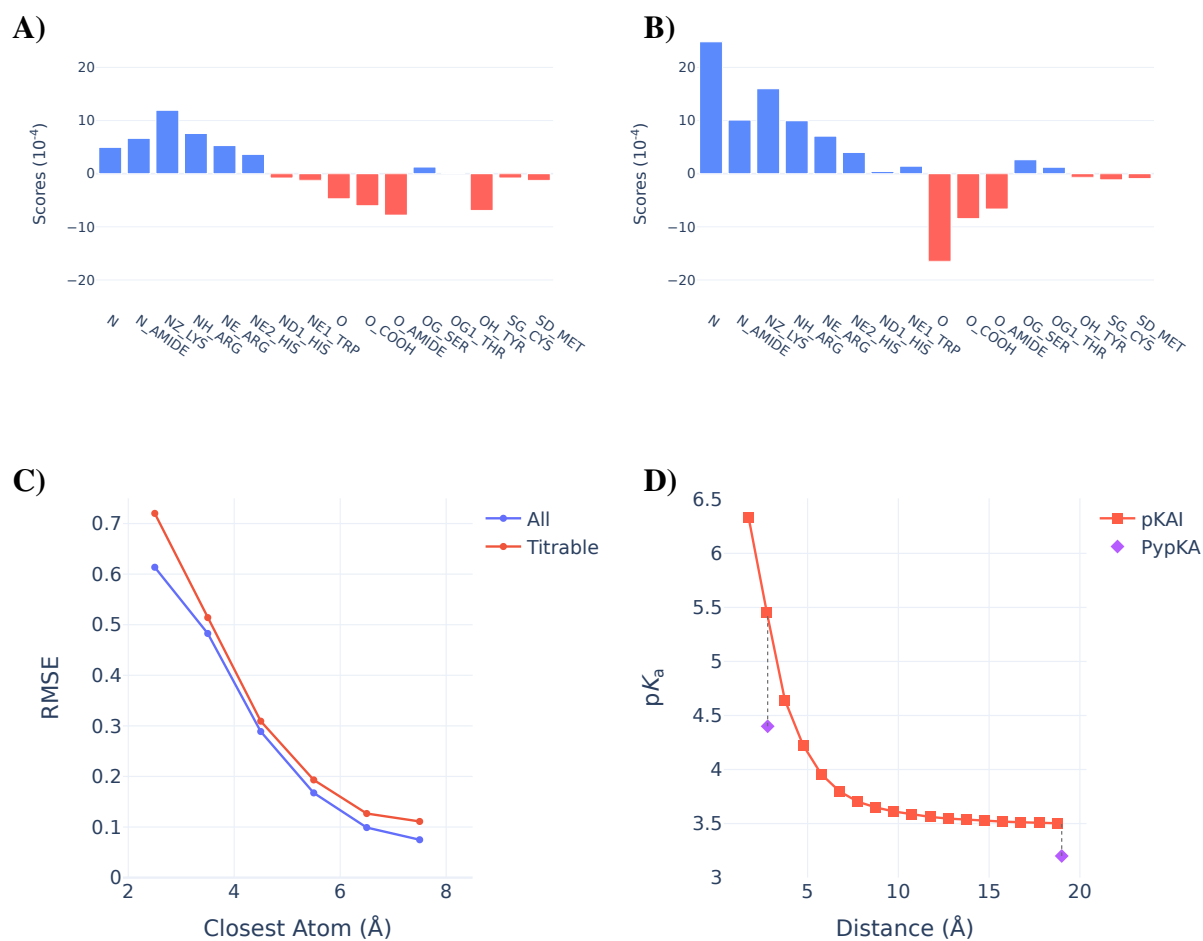 A)
20
10
0
−10
−20
Scores (10⁻⁴)
N
N_AMIDE
NZ_LYS
NH_ARG
NE_ARG
NE2_HIS
ND1_HIS
NE1_TRP
O
O_COOH
O_AMIDE
OG_SER
OG1_THR
OH_TYR
SG_CYS
SD_MET
B)
20
10
0
−10
−20
Scores (10⁻⁴)
N
N_AMIDE
NZ_LYS
NH_ARG
NE_ARG
NE2_HIS
ND1_HIS
NE1_TRP
O
O_COOH
O_AMIDE
OG_SER
OG1_THR
OH_TYR
SG_CYS
SD_MET
C)
0.7
0.6
0.5
0.4
0.3
0.2
0.1
0
RMSE
2 4 6 8
Closest Atom (Å)
All
Titrable
D)
6.5
6
5.5
5
4.5
4
3.5
3
pKₐ
5 10 15 20
Distance (Å)
pKAI
PypKA